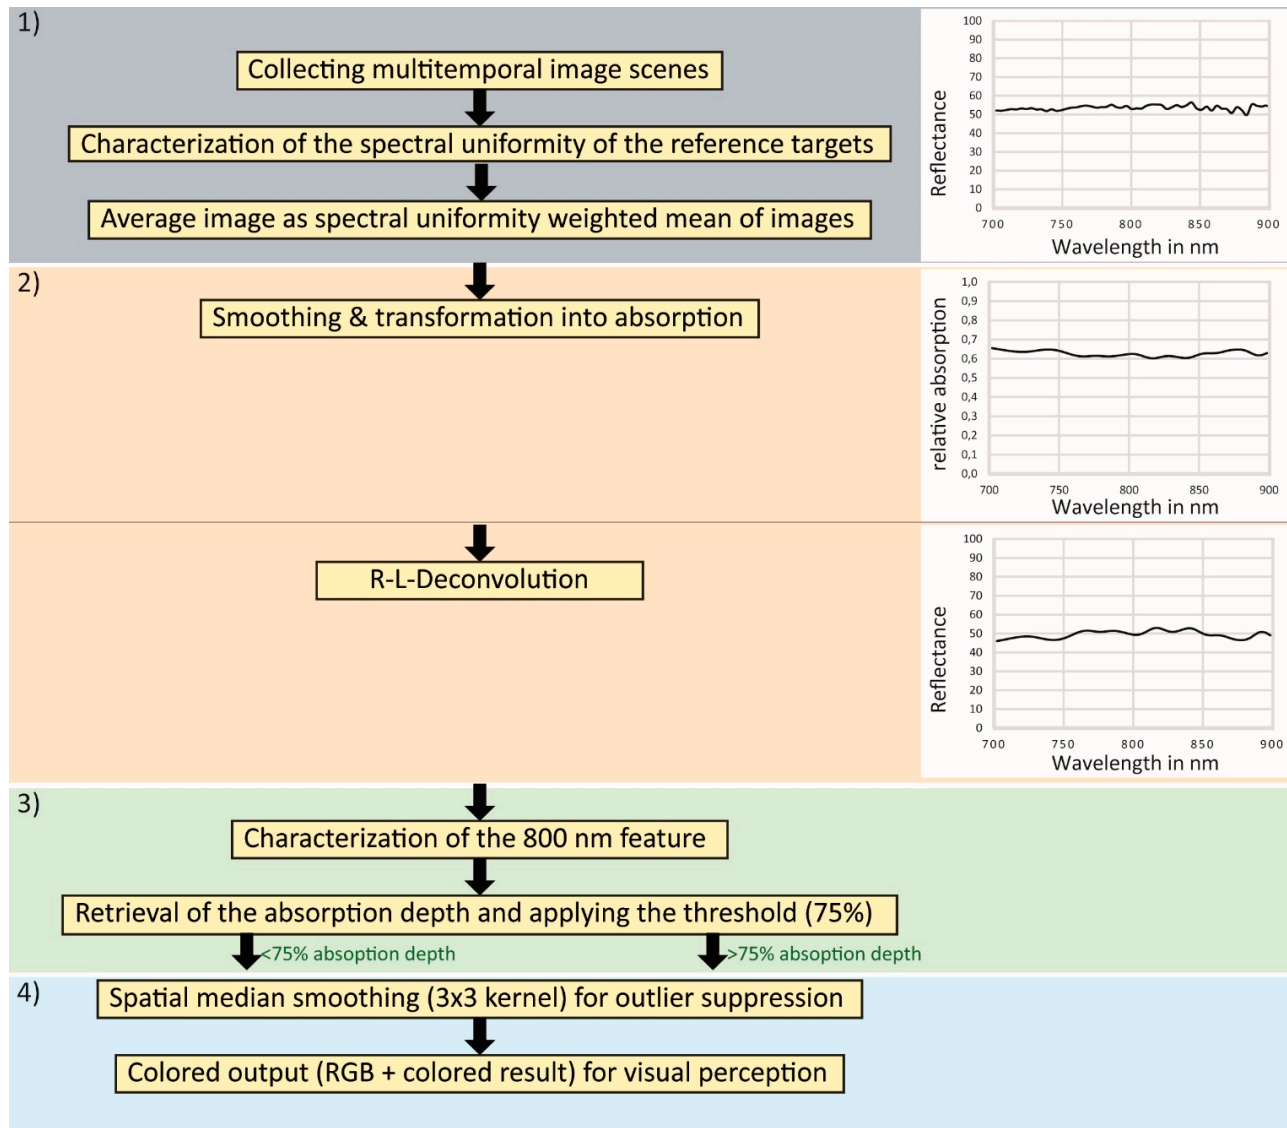 1)
Collecting multitemporal image scenes
Characterization of the spectral uniformity of the reference targets
Average image as spectral uniformity weighted mean of images
100
90
80
70
60
50
40
30
20
10
0
Reflectance
700 750 800 850 900
Wavelength in nm
2)
Smoothing & transformation into absorption
1,0
0,9
0,8
0,7
0,6
0,5
0,4
0,3
0,2
0,1
0,0
relative absorption
700 750 800 850 900
Wavelength in nm
R-L-Deconvolution
100
90
80
70
60
50
40
30
20
10
0
Reflectance
700 750 800 850 900
Wavelength in nm
3)
Characterization of the 800 nm feature
Retrieval of the absorption depth and applying the threshold (75%)
<75% absoption depth >75% absoption depth
4)
Spatial median smoothing (3x3 kernel) for outlier suppression
Colored output (RGB + colored result) for visual perception